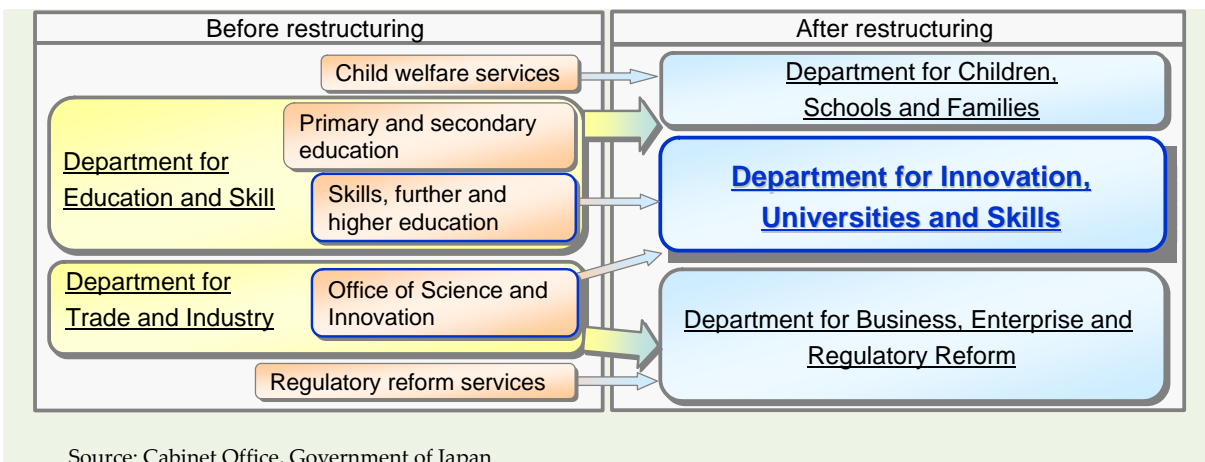 Before restructuring
After restructuring
Child welfare services
Department for Children,
Schools and Families
Primary and secondary
education
Department for
Education and Skill
Skills, further and
higher education
Department for Innovation,
Universities and Skills
Department for
Trade and Industry
Office of Science and
Innovation
Department for Business, Enterprise and
Regulatory Reform
Regulatory reform services
Source: Cabinet Office, Government of Japan